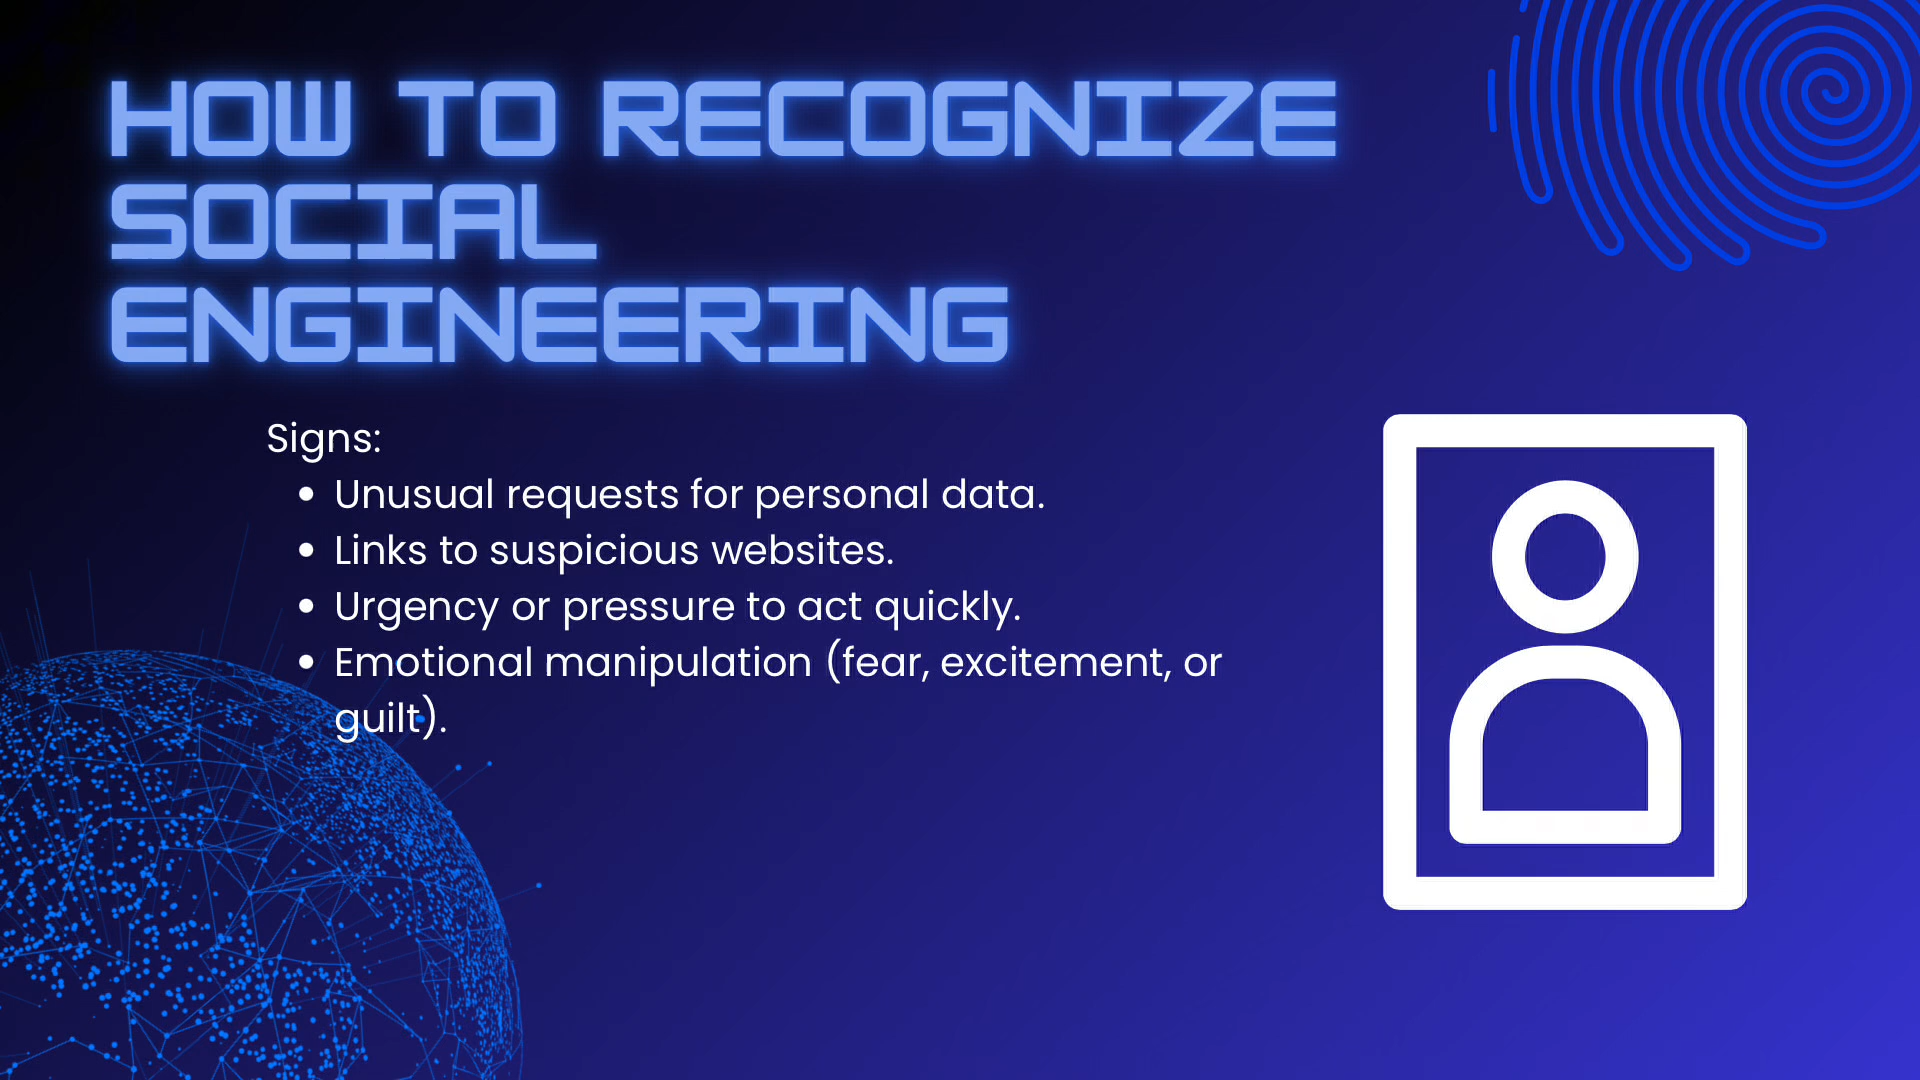 HOW TO RECOGNIZE
SOCIAL
ENGINEERING
Signs:
• Unusual requests for personal data.
• Links to suspicious websites.
• Urgency or pressure to act quickly.
• Emotional manipulation (fear, excitement, or
guilt).